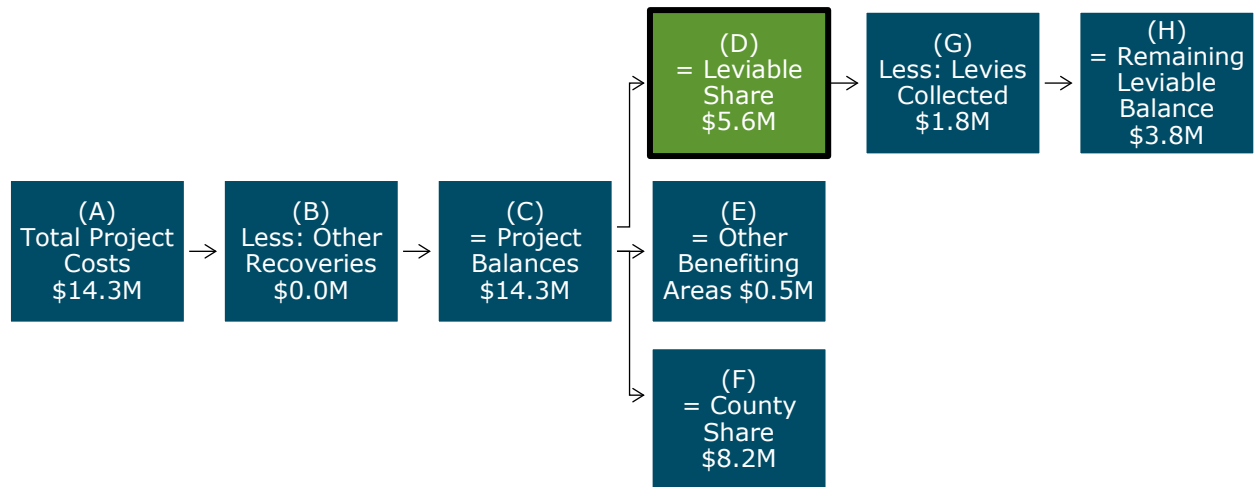 (D)
= Leviable
Share
$5.6M
(G)
Less: Levies
Collected
$1.8M
(H)
= Remaining
Leviable
Balance
$3.8M
(A)
Total Project
Costs
$14.3M
(B)
Less: Other
Recoveries
$0.0M
(C)
= Project
Balances
$14.3M
(E)
= Other
Benefiting
Areas $0.5M
(F)
= County
Share
$8.2M